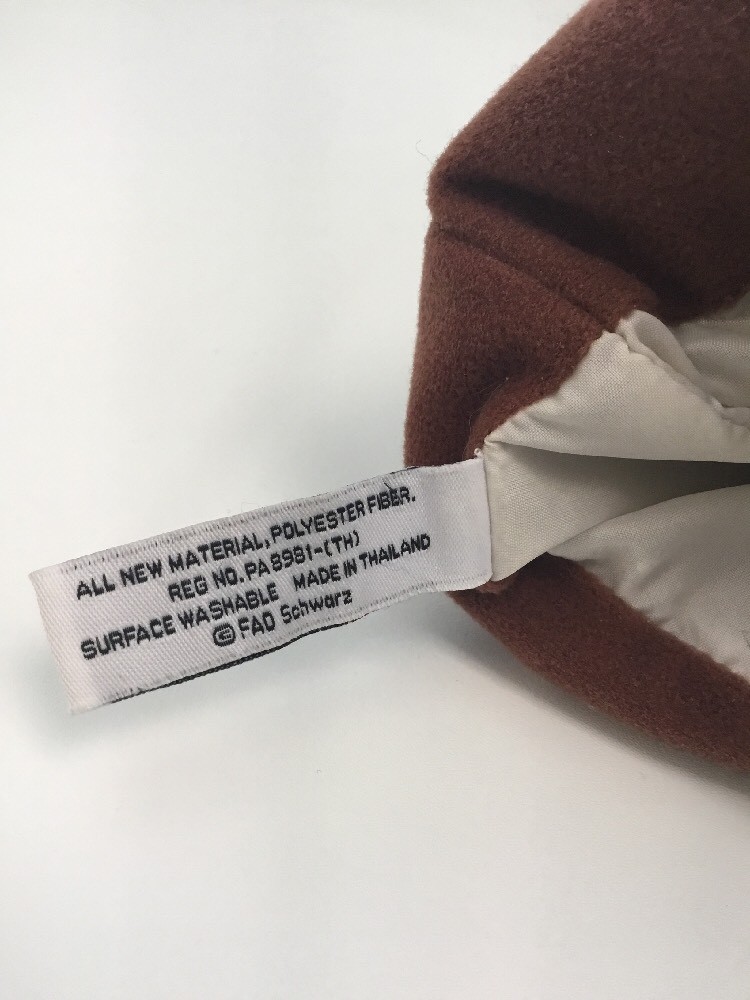 ALL NEW MATERIAL, POLYESTER FIBER.
REG NO. PA 8981-(TH)
SURFACE WASHABLE MADE IN THAILAND
© FAO Schwarz